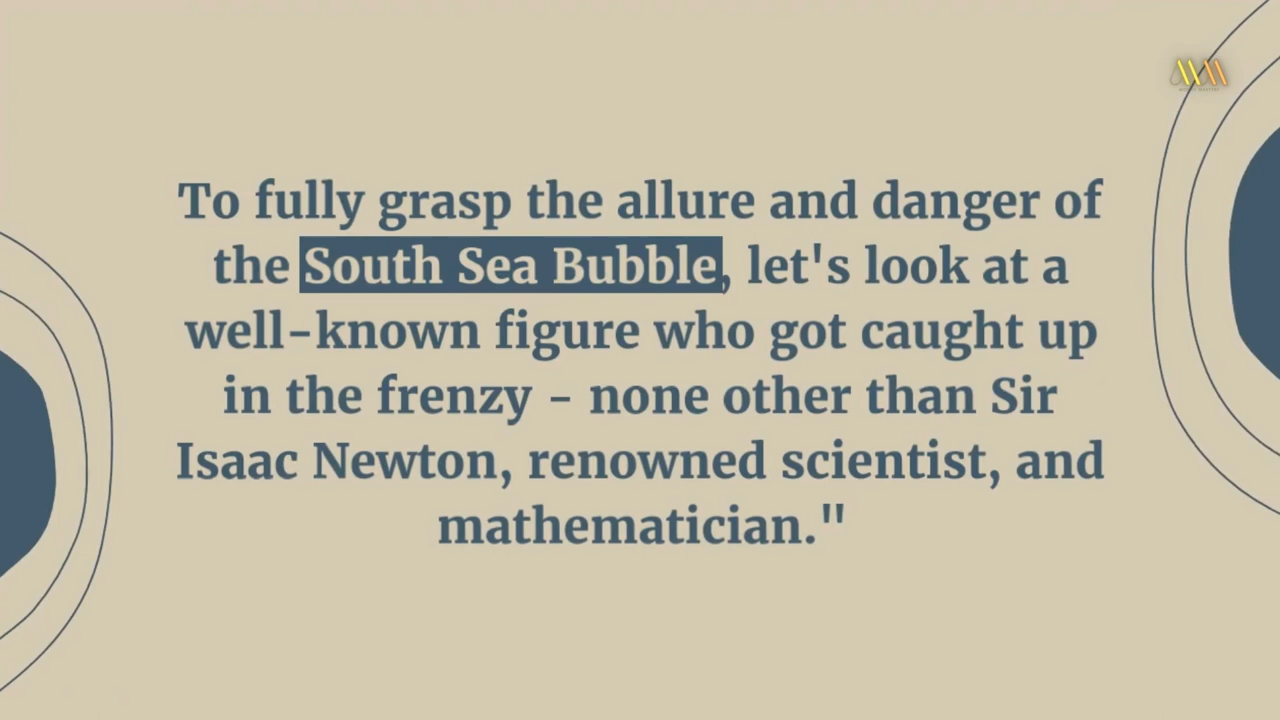 To fully grasp the allure and danger of
the South Sea Bubble, let's look at a
well-known figure who got caught up
in the frenzy - none other than Sir
Isaac Newton, renowned scientist, and
mathematician."